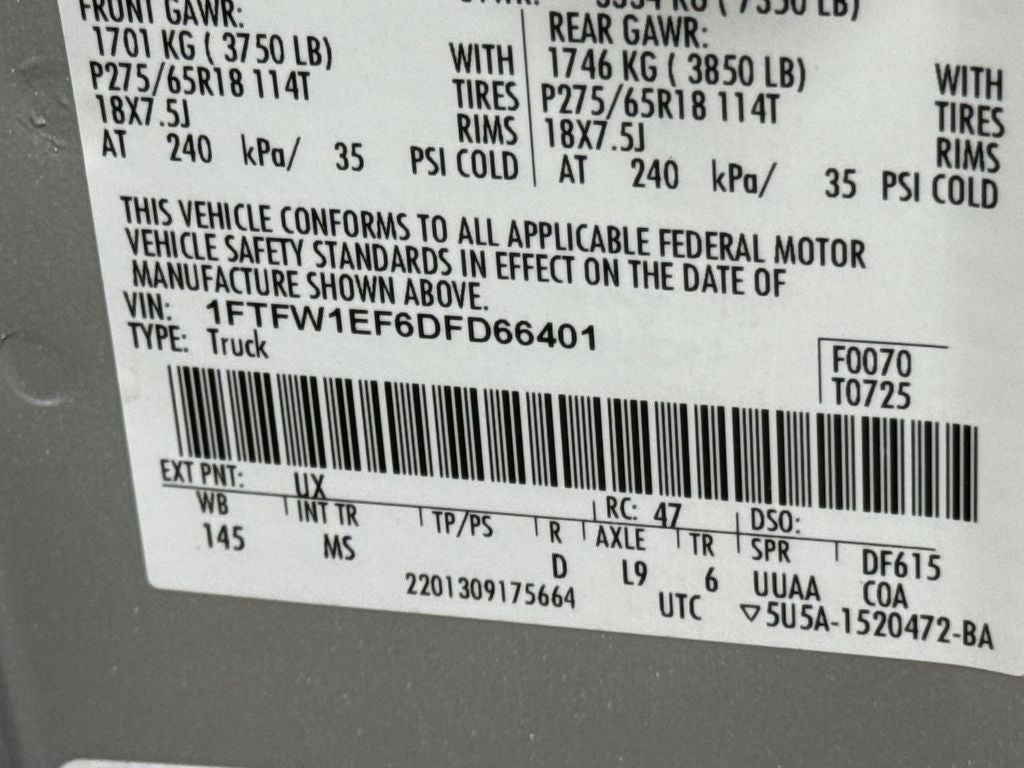 FRONT GAWR:
1701 KG ( 3750 LB) WITH
P275/65R18 114T TIRES
18X7.5J RIMS
AT 240 kPa/ 35 PSI COLD
( 7350 LB)
REAR GAWR:
1746 KG ( 3850 LB) WITH
P275/65R18 114T TIRES
18X7.5J RIMS
AT 240 kPa/ 35 PSI COLD
THIS VEHICLE CONFORMS TO ALL APPLICABLE FEDERAL MOTOR
VEHICLE SAFETY STANDARDS IN EFFECT ON THE DATE OF
MANUFACTURE SHOWN ABOVE.
VIN: 1FTFW1EF6DFD66401
TYPE: Truck
F0070
T0725
EXT PNT: UX RC: 47 DSO:
WB INT TR TP/PS R AXLE TR SPR DF615
145 MS D L9 6 UUAA COA
2201309175664 UTC ▽5U5A-1520472-BA